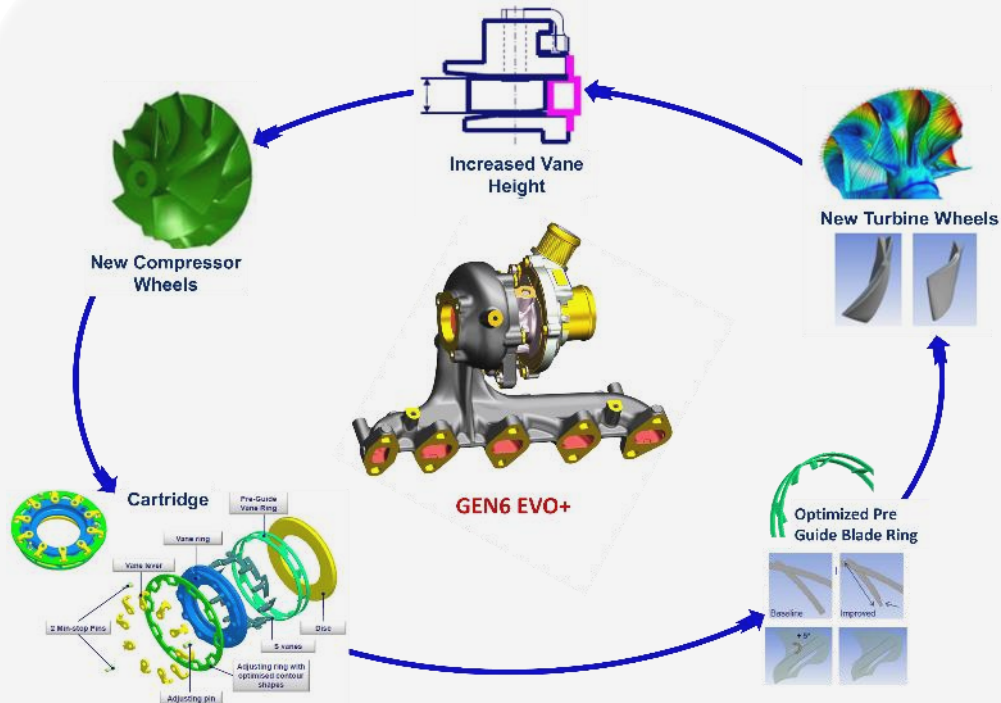 Increased Vane
Height
New Compressor
Wheels
New Turbine Wheels
GEN6 EVO+
Cartridge
Pre-Guide
Vane Ring
Vane ring
Vane lever
2 Min-stop Pins
Disc
S vanes
Adjusting ring with
optimised contour
shapes
Adjusting pin
Optimized Pre
Guide Blade Ring
Baseline
Improved
+ 5°